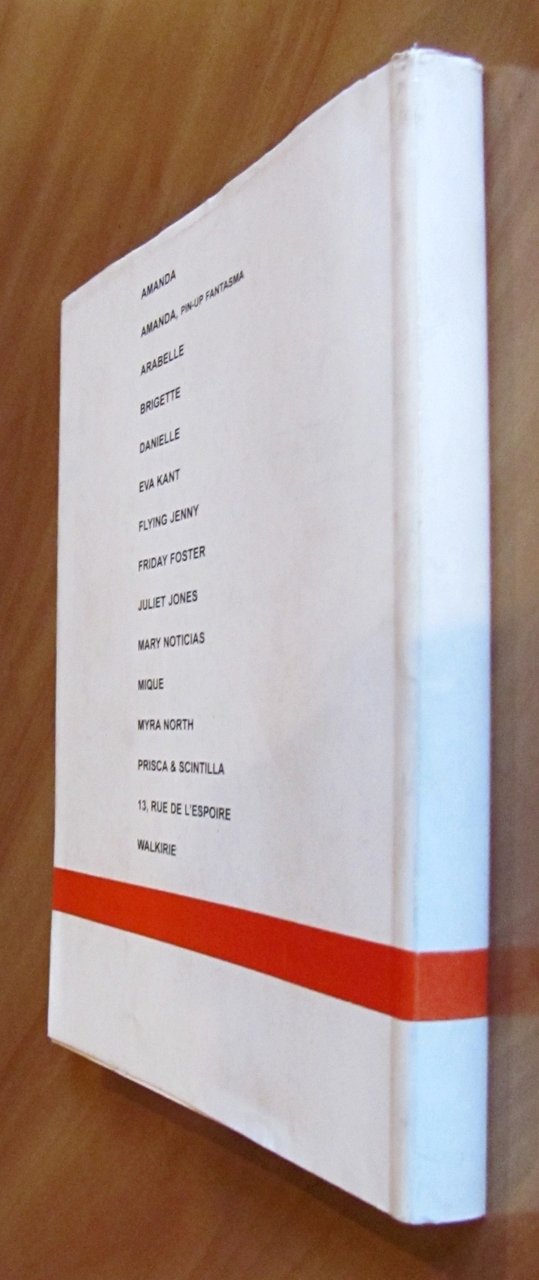 AMANDA
AMANDA, PIN-UP FANTASMA
ARABELLE
BRIGETTE
DANIELLE
EVA KANT
FLYING JENNY
FRIDAY FOSTER
JULIET JONES
MARY NOTICIAS
MIQUE
MYRA NORTH
PRISCA & SCINTILLA
13, RUE DE L'ESPOIRE
WALKIRIE